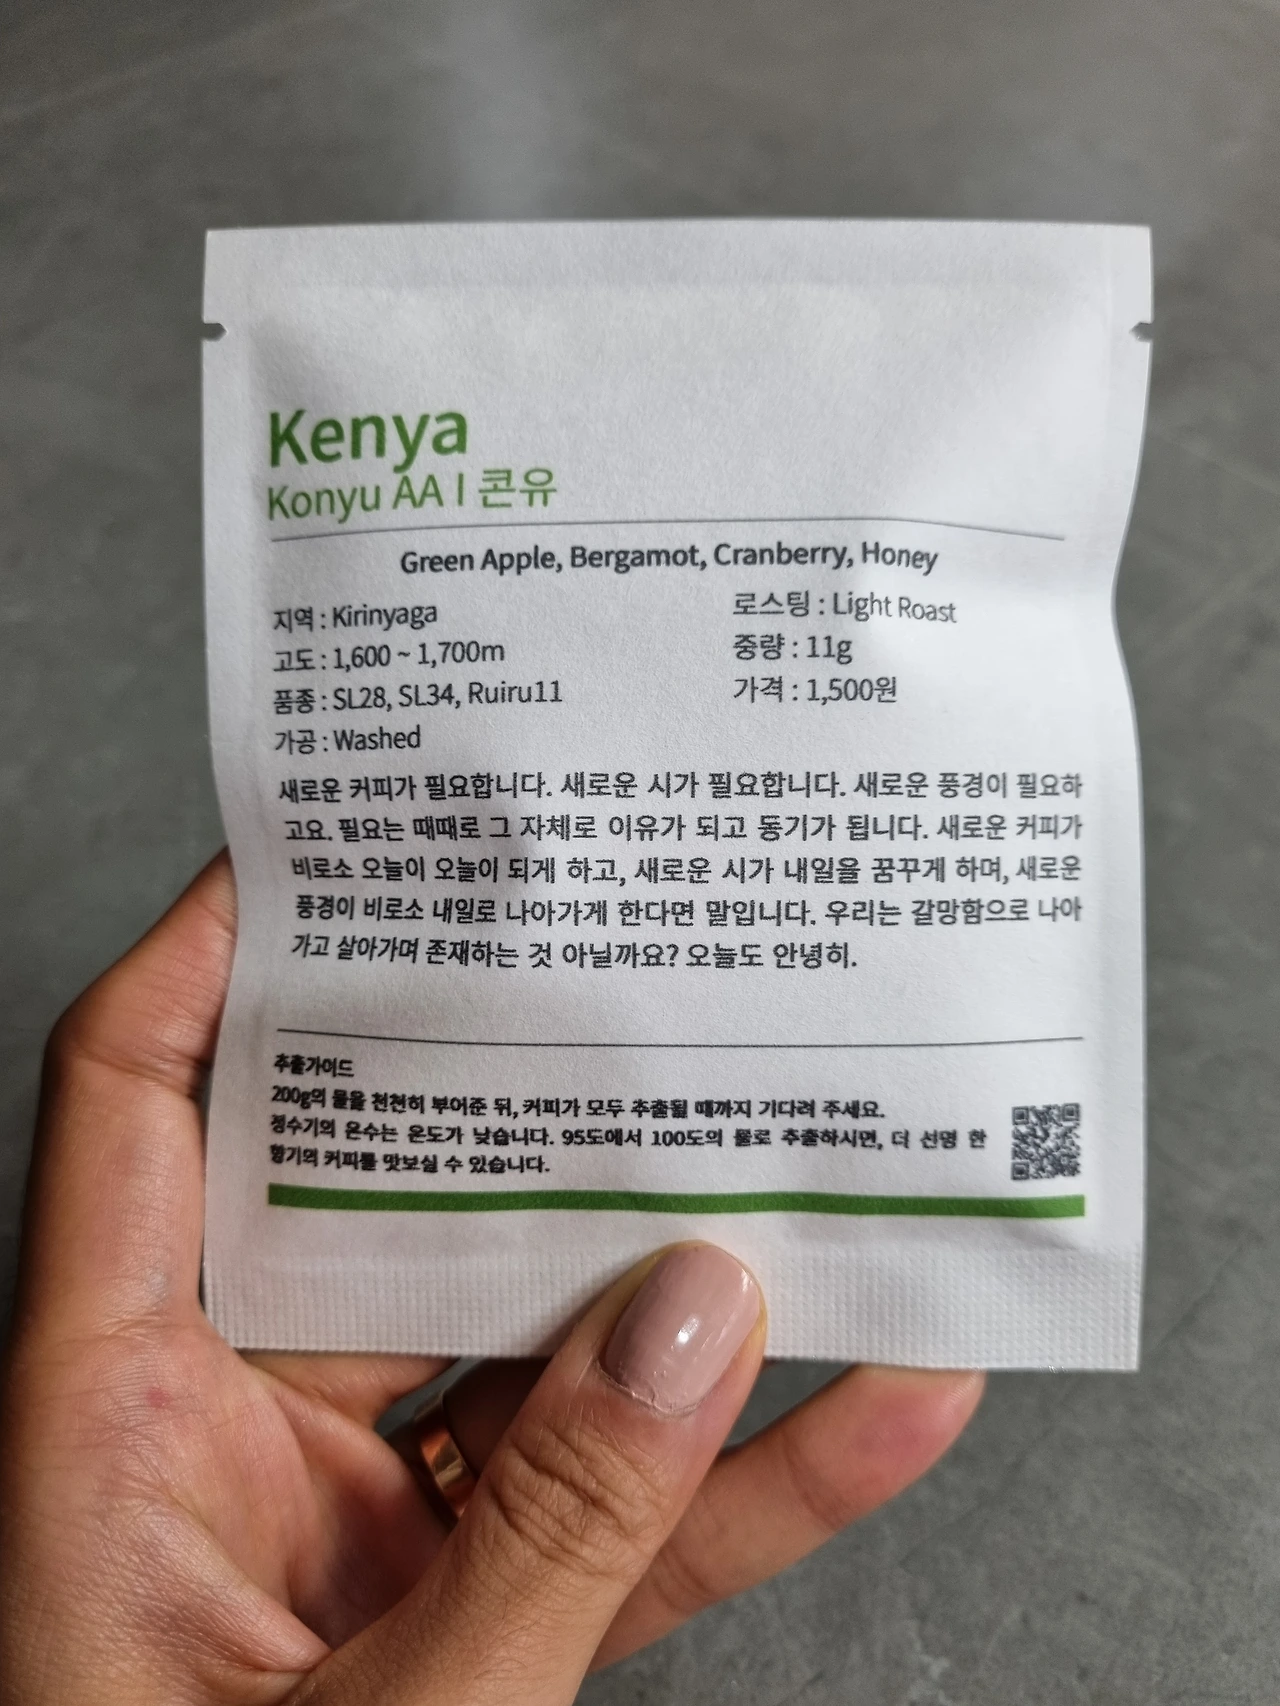 Kenya
Konyu AA I 콘유
Green Apple, Bergamot, Cranberry, Honey
지역 : Kirinyaga
고도 : 1,600 ~ 1,700m
품종 : SL28, SL34, Ruiru11
가공 : Washed
로스팅 : Light Roast
중량 : 11g
가격 : 1,500원
새로운 커피가 필요합니다. 새로운 시가 필요합니다. 새로운 풍경이 필요하
고요. 필요는 때때로 그 자체로 이유가 되고 동기가 됩니다. 새로운 커피가
비로소 오늘이 오늘이 되게 하고, 새로운 시가 내일을 꿈꾸게 하며, 새로운
풍경이 비로소 내일로 나아가게 한다면 말입니다. 우리는 갈망함으로 나아
가고 살아가며 존재하는 것 아닐까요? 오늘도 안녕히.
추출가이드
200g의 물을 천천히 부어준 뒤, 커피가 모두 추출될 때까지 기다려 주세요.
정수기의 온수는 온도가 낮습니다. 95도에서 100도의 물로 추출하시면, 더 선명 한
향기의 커피를 맛보실 수 있습니다.